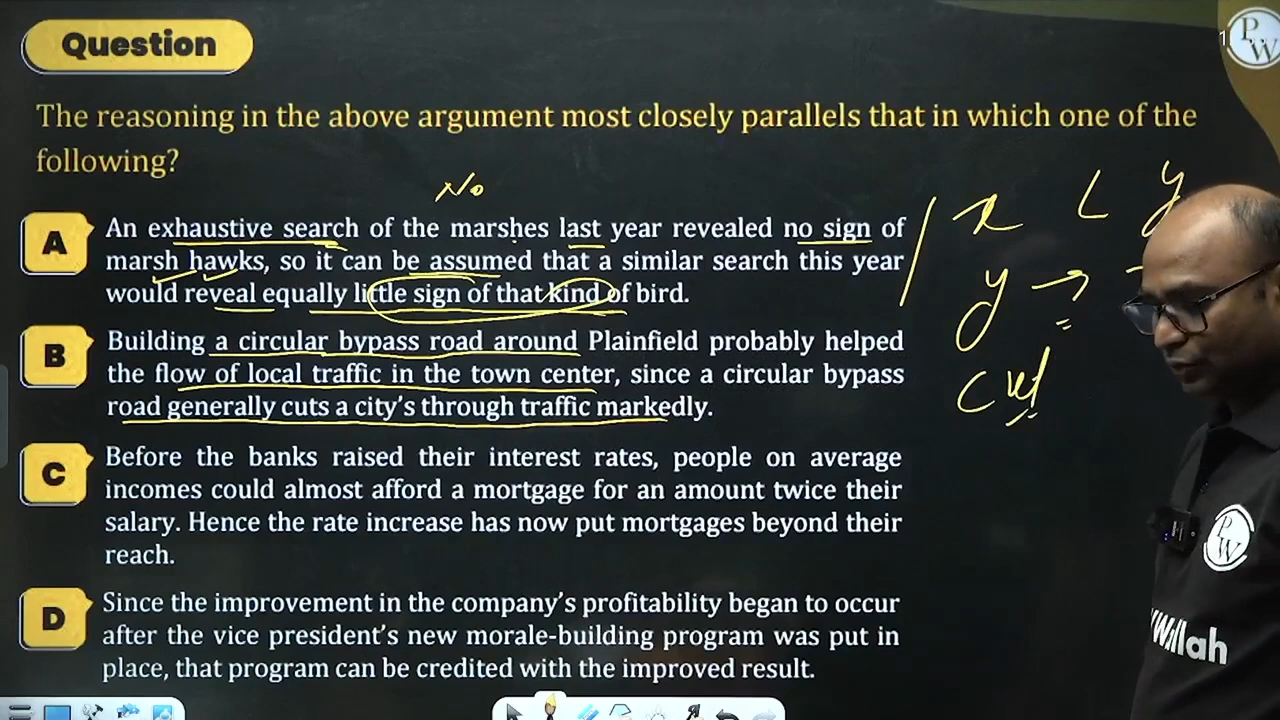 Question
P
W
The reasoning in the above argument most closely parallels that in which one of the
following?
No
A
An exhaustive search of the marshes last year revealed no sign of
marsh hawks, so it can be assumed that a similar search this year
would reveal equally little sign of that kind of bird.
x < y
y →
B
Building a circular bypass road around Plainfield probably helped
the flow of local traffic in the town center, since a circular bypass
road generally cuts a city's through traffic markedly.
C
Before the banks raised their interest rates, people on average
incomes could almost afford a mortgage for an amount twice their
salary. Hence the rate increase has now put mortgages beyond their
reach.
P
W
D
Since the improvement in the company's profitability began to occur
after the vice president's new morale-building program was put in
place, that program can be credited with the improved result.
Wallah